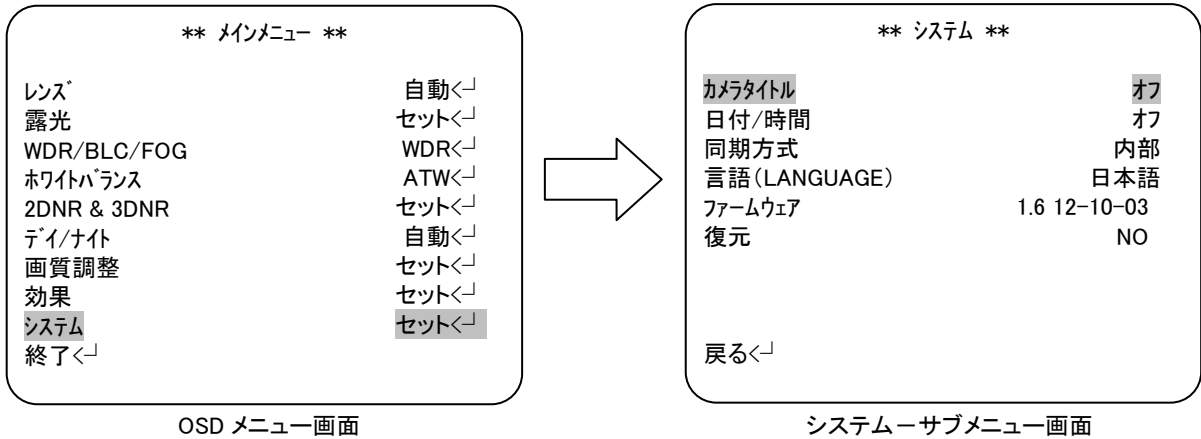 ** ﾒｲﾝﾒﾆｭｰ **
ﾚﾝｽﾞ 自動<┘
露光 ｾｯﾄ<┘
WDR/BLC/FOG WDR<┘
ﾎﾜｲﾄﾊﾞﾗﾝｽ ATW<┘
2DNR & 3DNR ｾｯﾄ<┘
ﾃﾞｲ/ﾅｲﾄ 自動<┘
画質調整 ｾｯﾄ<┘
効果 ｾｯﾄ<┘
ｼｽﾃﾑ ｾｯﾄ<┘
終了<┘
OSD メニュー画面
** ｼｽﾃﾑ **
ｶﾒﾗﾀｲﾄﾙ ｵﾌ
日付/時間 ｵﾌ
同期方式 内部
言語(LANGUAGE) 日本語
ﾌｧｰﾑｳｪｱ 1.6 12-10-03
復元 NO
戻る<┘
システム－サブメニュー画面